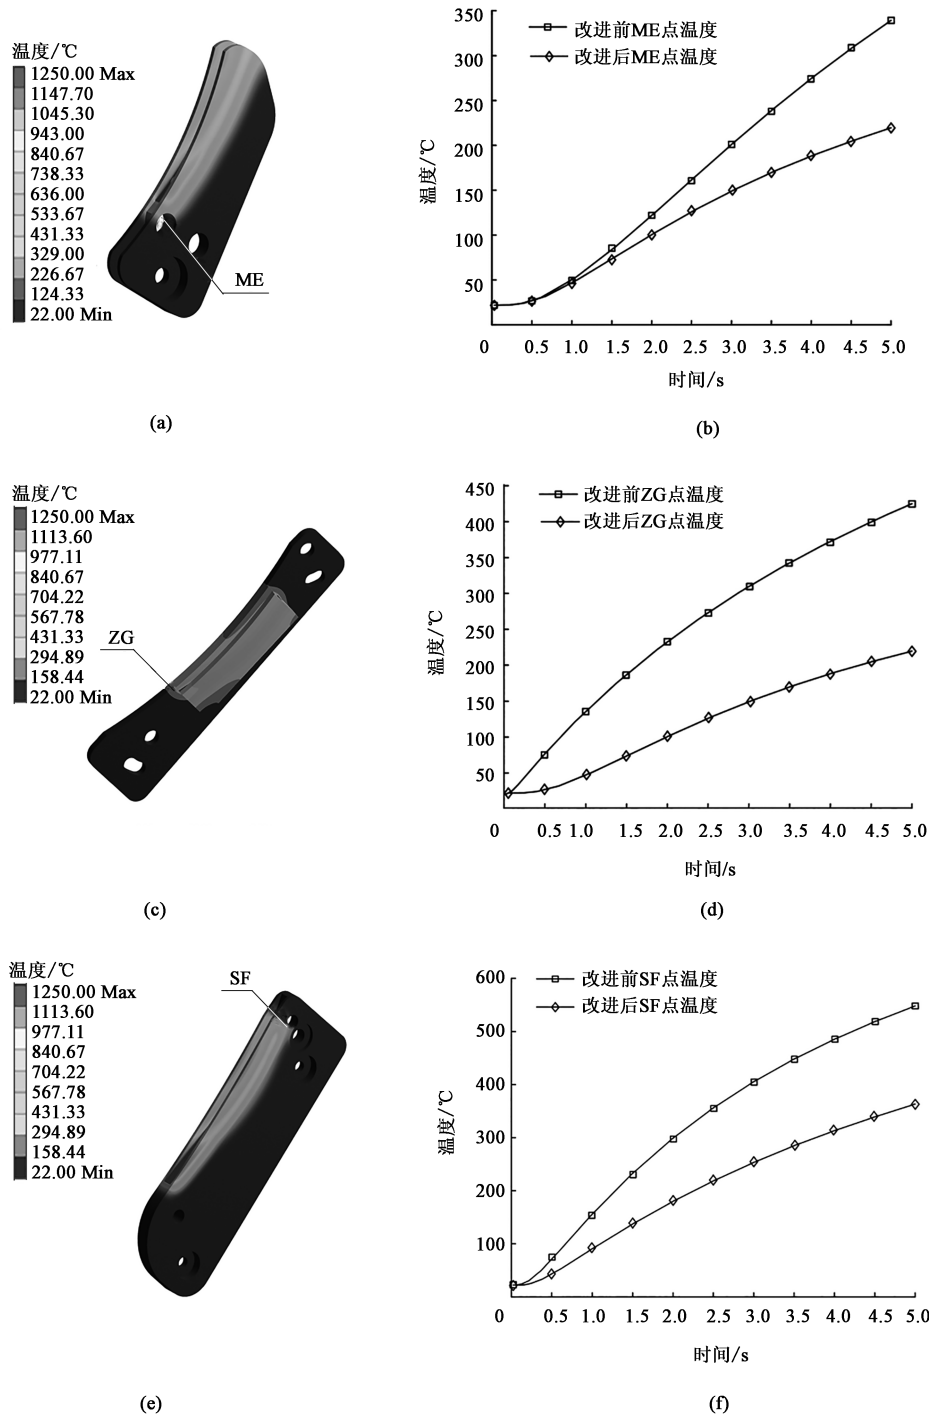 温度/℃
1250.00 Max
1147.70
1045.30
943.00
840.67
738.33
636.00
533.67
431.33
329.00
226.67
124.33
22.00 Min
ME
(a)
改进前ME点温度
改进后ME点温度
温度/℃
350
300
250
200
150
100
50
0 0.5 1.0 1.5 2.0 2.5 3.0 3.5 4.0 4.5 5.0
时间/s
(b)
温度/℃
1250.00 Max
1113.60
977.11
840.67
704.22
567.78
431.33
294.89
158.44
22.00 Min
ZG
(c)
改进前ZG点温度
改进后ZG点温度
温度/℃
450
400
350
300
250
200
150
100
50
0 0.5 1.0 1.5 2.0 2.5 3.0 3.5 4.0 4.5 5.0
时间/s
(d)
温度/℃
1250.00 Max
1113.60
977.11
840.67
704.22
567.78
431.33
294.89
158.44
22.00 Min
SF
(e)
改进前SF点温度
改进后SF点温度
温度/℃
600
500
400
300
200
100
0 0.5 1.0 1.5 2.0 2.5 3.0 3.5 4.0 4.5 5.0
时间/s
(f)